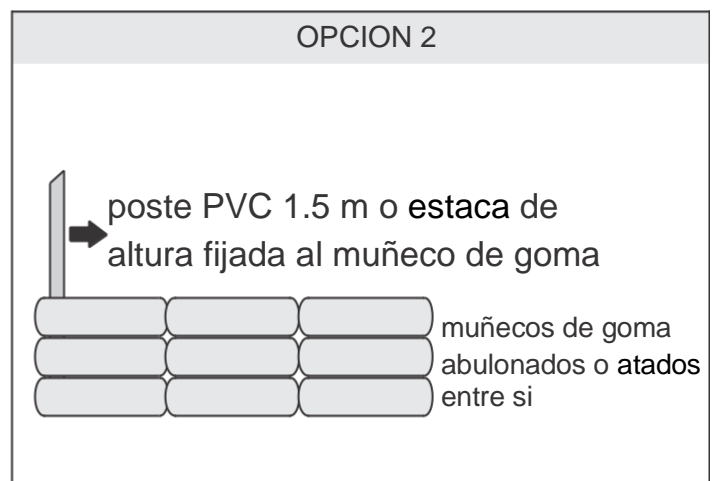 OPCION 2
poste PVC 1.5 m o estaca de
altura fijada al muñeco de goma
muñecos de goma
abulonados o atados
entre si